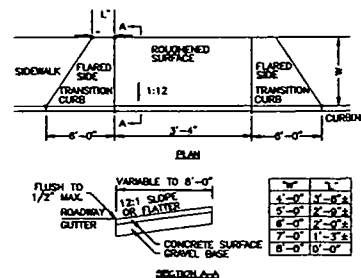 L"
A
ROUGHENED
SURFACE
SIDEWALK
FLARED
SIDE
TRANSITION
CURB
1:12
FLARED
SIDE
TRANSITION
CURB
W
CURBING
A
6'-0"
3'-4"
6'-0"
PLAN
FLUSH TO
1/2" MAX.
VARIABLE TO 8'-0"
12:1 SLOPE
OR FLATTER
ROADWAY
GUTTER
CONCRETE SURFACE
GRAVEL BASE
SECTION A-A
"W" "L"
4'-0" 3'-6"±
5'-0" 2'-9"±
6'-0" 2'-0"±
7'-0" 1'-3"±
8'-0" 0'-0"